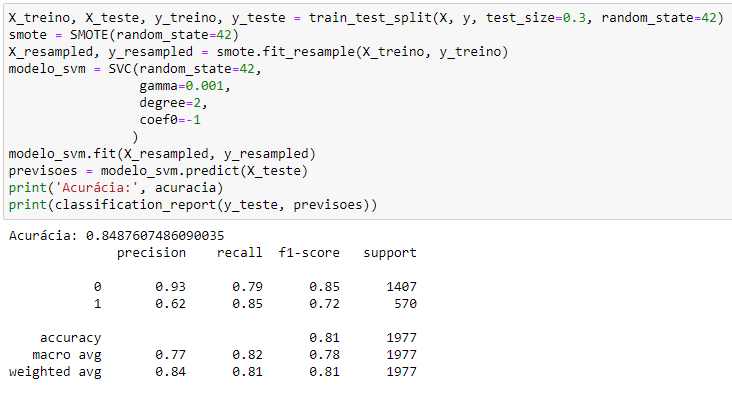 X_treino, X_teste, y_treino, y_teste = train_test_split(X, y, test_size=0.3, random_state=42)
smote = SMOTE(random_state=42)
X_resampled, y_resampled = smote.fit_resample(X_treino, y_treino)
modelo_svm = SVC(random_state=42,
                 gamma=0.001,
                 degree=2,
                 coef0=-1
                )
modelo_svm.fit(X_resampled, y_resampled)
previsoes = modelo_svm.predict(X_teste)
print('Acurácia:', acuracia)
print(classification_report(y_teste, previsoes))
Acurácia: 0.8487607486090035
              precision    recall  f1-score   support
           0       0.93      0.79      0.85      1407
           1       0.62      0.85      0.72       570
    accuracy                           0.81      1977
   macro avg       0.77      0.82      0.78      1977
weighted avg       0.84      0.81      0.81      1977